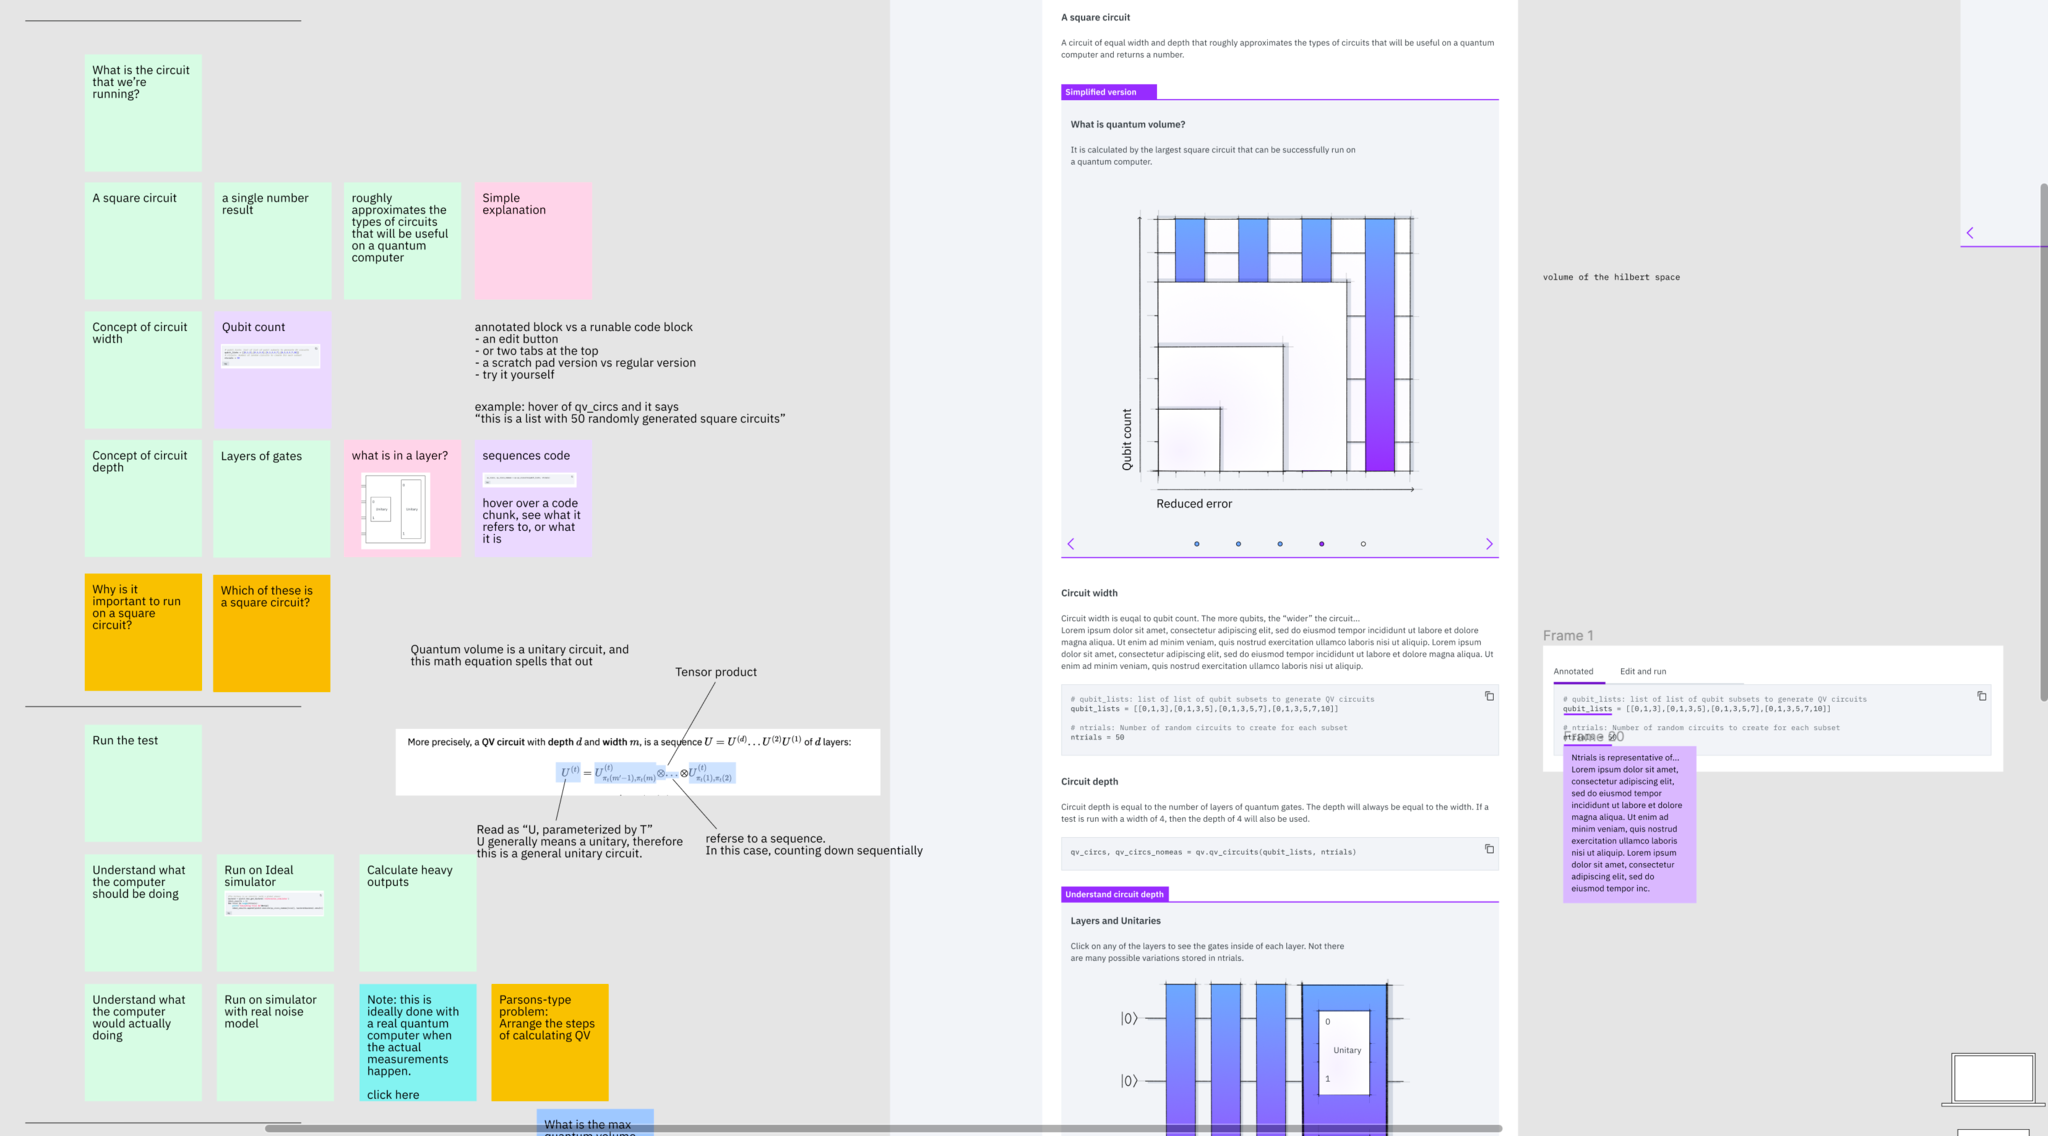 What is the circuit
that we're
running?
A square circuit
a single number
result
roughly
approximates the
types of circuits
that will be useful
on a quantum
computer
Simple
explanation
Concept of circuit
width
Qubit count
annotated block vs a runable code block
- an edit button
- or two tabs at the top
- a scratch pad version vs regular version
- try it yourself
example: hover of qv_circs and it says
“this is a list with 50 randomly generated square circuits”
Concept of circuit
depth
Layers of gates
what is in a layer?
sequences code
hover over a code
chunk, see what it
refers to, or what
it is
Why is it
important to run
on a square
circuit?
Which of these is
a square circuit?
Quantum volume is a unitary circuit, and
this math equation spells that out
Tensor product
More precisely, a QV circuit with depth d and width m, is a sequence U = U^(d)...U^(2)U^(1) of d layers:
U^(t) = U^(t)_π_t(m′−1),π_t(m) ⊗...⊗U^(t)_π_t(1),π_t(2)
Read as “U, parameterized by T”
U generally means a unitary, therefore
this is a general unitary circuit.
referse to a sequence.
In this case, counting down sequentially
Run the test
Understand what
the computer
should be doing
Run on Ideal
simulator
Calculate heavy
outputs
Understand what
the computer
would actually
doing
Run on simulator
with real noise
model
Note: this is
ideally done with
a real quantum
computer when
the actual
measurements
happen.
click here
Parsons-type
problem:
Arrange the steps
of calculating QV
What is the max
quantum volume
A square circuit
A circuit of equal width and depth that roughly approximates the types of circuits that will be useful on a quantum
computer and returns a number.
Simplified version
What is quantum volume?
It is calculated by the largest square circuit that can be successfully run on
a quantum computer.
Qubit count
Reduced error
Circuit width
Circuit width is euqal to qubit count. The more qubits, the “wider” the circuit...
Lorem ipsum dolor sit amet, consectetur adipiscing elit, sed do eiusmod tempor incididunt ut labore et dolore
magna aliqua. Ut enim ad minim veniam, quis nostrud exercitation ullamco laboris nisi ut aliquip. Lorem ipsum
dolor sit amet, consectetur adipiscing elit, sed do eiusmod tempor incididunt ut labore et dolore magna aliqua. Ut
enim ad minim veniam, quis nostrud exercitation ullamco laboris nisi ut aliquip.
# qubit_lists: list of list of qubit subsets to generate QV circuits
qubit_lists = [[0,1,3],[0,1,3,5],[0,1,3,5,7],[0,1,3,5,7,10]]
# ntrials: Number of random circuits to create for each subset
ntrials = 50
Circuit depth
Circuit depth is equal to the number of layers of quantum gates. The depth will always be equal to the width. If a
test is run with a width of 4, then the depth of 4 will also be used.
qv_circs, qv_circs_nomeas = qv.qv_circuits(qubit_lists, ntrials)
Understand circuit depth
Layers and Unitaries
Click on any of the layers to see the gates inside of each layer. Not there
are many possible variations stored in ntrials.
|0⟩
0
Unitary
1
|0⟩
volume of the hilbert space
Frame 1
Annotated
Edit and run
# qubit_lists: list of list of qubit subsets to generate QV circuits
qubit_lists = [[0,1,3],[0,1,3,5],[0,1,3,5,7],[0,1,3,5,7,10]]
# ntrials: Number of random circuits to create for each subset
Ntrials is representative of...
Lorem ipsum dolor sit amet,
consectetur adipiscing elit,
sed do eiusmod tempor
incididunt ut labore et dolore
magna aliqua. Ut enim ad
minim veniam, quis nostrud
exercitation ullamco laboris
nisi ut aliquip. Lorem ipsum
dolor sit amet, consectetur
adipiscing elit, sed do
eiusmod tempor inc.